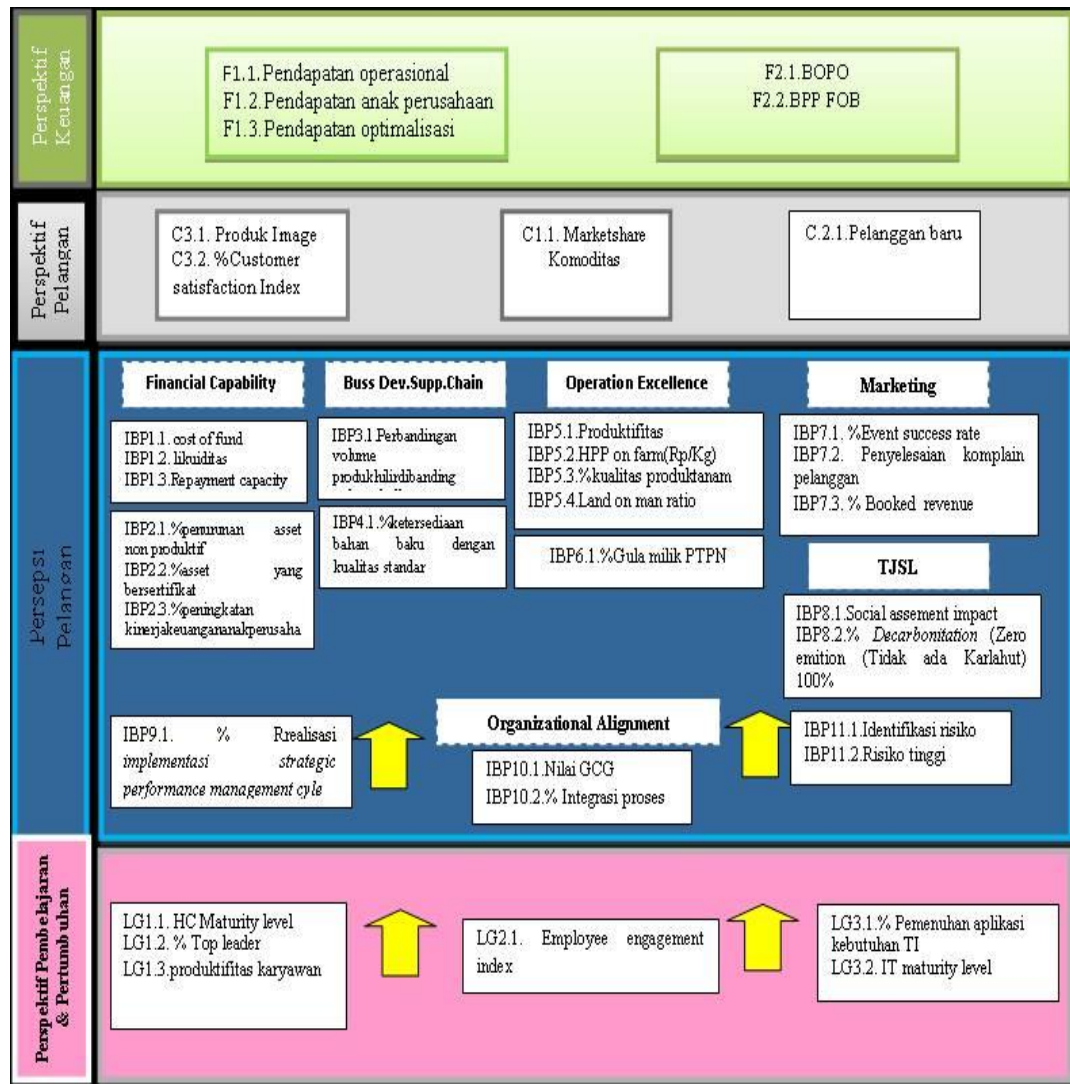 Perspektif
Keuangan
F1.1.Pendapatan operasional
F1.2.Pendapatan anak perusahaan
F1.3.Pendapatan optimalisasi
F2.1.BOPO
F2.2.BPP FOB
Perspektif
Pelangan
C3.1. Produk Image
C3.2. %Customer
satisfaction Index
C1.1. Marketshare
Komoditas
C.2.1.Pelanggan baru
Persepsi
Pelangan
Financial Capability
IBP1.1. cost of fund
IBP1.2. likuiditas
IBP1.3.Repayment capacity
IBP2.1.%penurunan asset
non produktif
IBP2.2.%asset yang
bersertifikat
IBP2.3.%peningkatan
kinerjakeuangananakperusaha
Buss Dev.Supp.Chain
IBP3.1 Perbandingan
volume
produkhilirdibanding
IBP4.1.%ketersediaan
bahan baku dengan
kualitas standar
Operation Excellence
IBP5.1.Produktifitas
IBP5.2.HPP on farm(Rp/Kg)
IBP5.3.%kualitas produktanam
IBP5.4.Land on man ratio
IBP6.1.%Gula milik PTPN
Marketing
IBP7.1. %Event success rate
IBP7.2. Penyelesaian komplain
pelanggan
IBP7.3. % Booked revenue
TJSL
IBP8.1.Social assement impact
IBP8.2.% Decarbonitation (Zero
emition (Tidak ada Karlahut)
100%
IBP9.1. % Rrealisasi
implementasi strategic
performance management cyle
Organizational Alignment
IBP10.1.Nilai GCG
IBP10.2.% Integrasi proses
IBP11.1.Identifikasi risiko
IBP11.2.Risiko tinggi
Perspektif Pembelajaran
& Pertumbuhan
LG1.1. HC Maturity level
LG1.2. % Top leader
LG1.3.produktifitas karyawan
LG2.1. Employee engagement
index
LG3.1.% Pemenuhan aplikasi
kebutuhan TI
LG3.2. IT maturity level